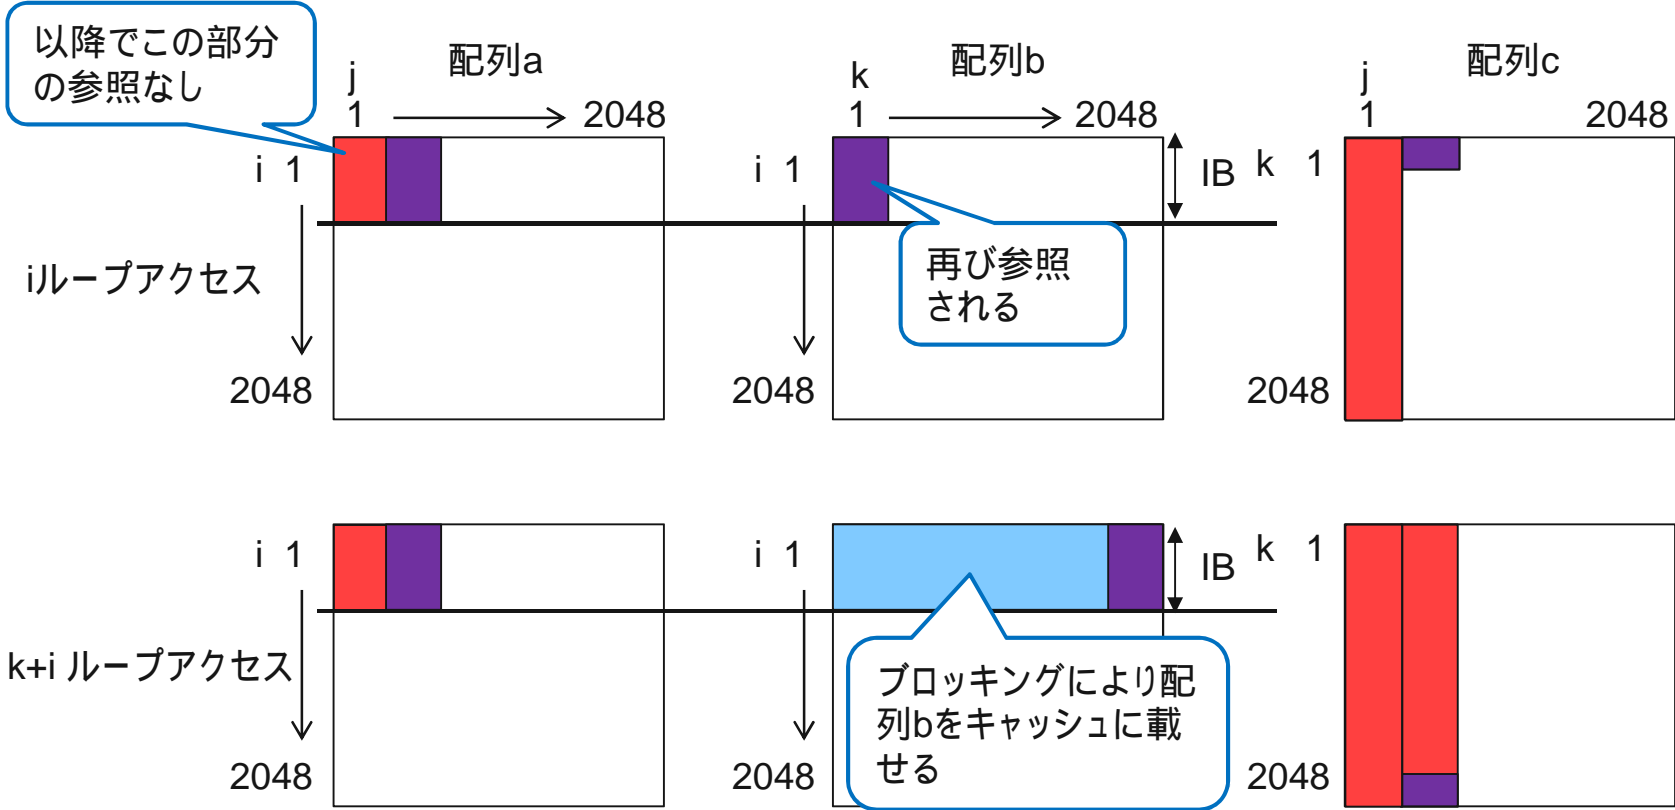 以降でこの部分
の参照なし
配列a
配列b
配列c
j
k
j
1
2048
1
2048
1
2048
i 1
i 1
IB
k 1
iループアクセス
再び参照
される
2048
2048
2048
i 1
i 1
IB
k 1
k+i ループアクセス
ブロッキングにより配
列bをキャッシュに載
せる
2048
2048
2048